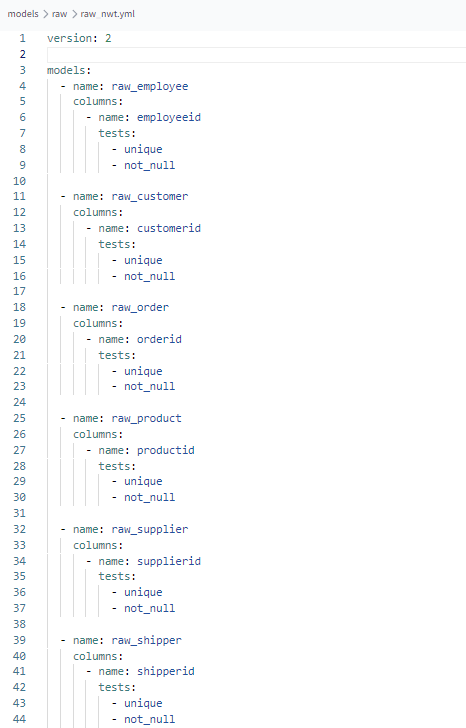 models > raw > raw_nwt.yml
1 version: 2
2
3 models:
4 - name: raw_employee
5 columns:
6 - name: employeeid
7 tests:
8 - unique
9 - not_null
10
11 - name: raw_customer
12 columns:
13 - name: customerid
14 tests:
15 - unique
16 - not_null
17
18 - name: raw_order
19 columns:
20 - name: orderid
21 tests:
22 - unique
23 - not_null
24
25 - name: raw_product
26 columns:
27 - name: productid
28 tests:
29 - unique
30 - not_null
31
32 - name: raw_supplier
33 columns:
34 - name: supplierid
35 tests:
36 - unique
37 - not_null
38
39 - name: raw_shipper
40 columns:
41 - name: shipperid
42 tests:
43 - unique
44 - not_null